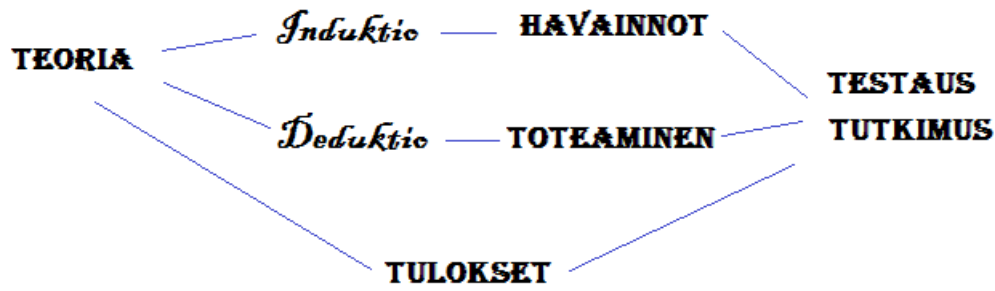 Induktio
HAVAINNOT
TEORIA
TESTAUS
TUTKIMUS
Deduktio
TOTEAMINEN
TULOKSET